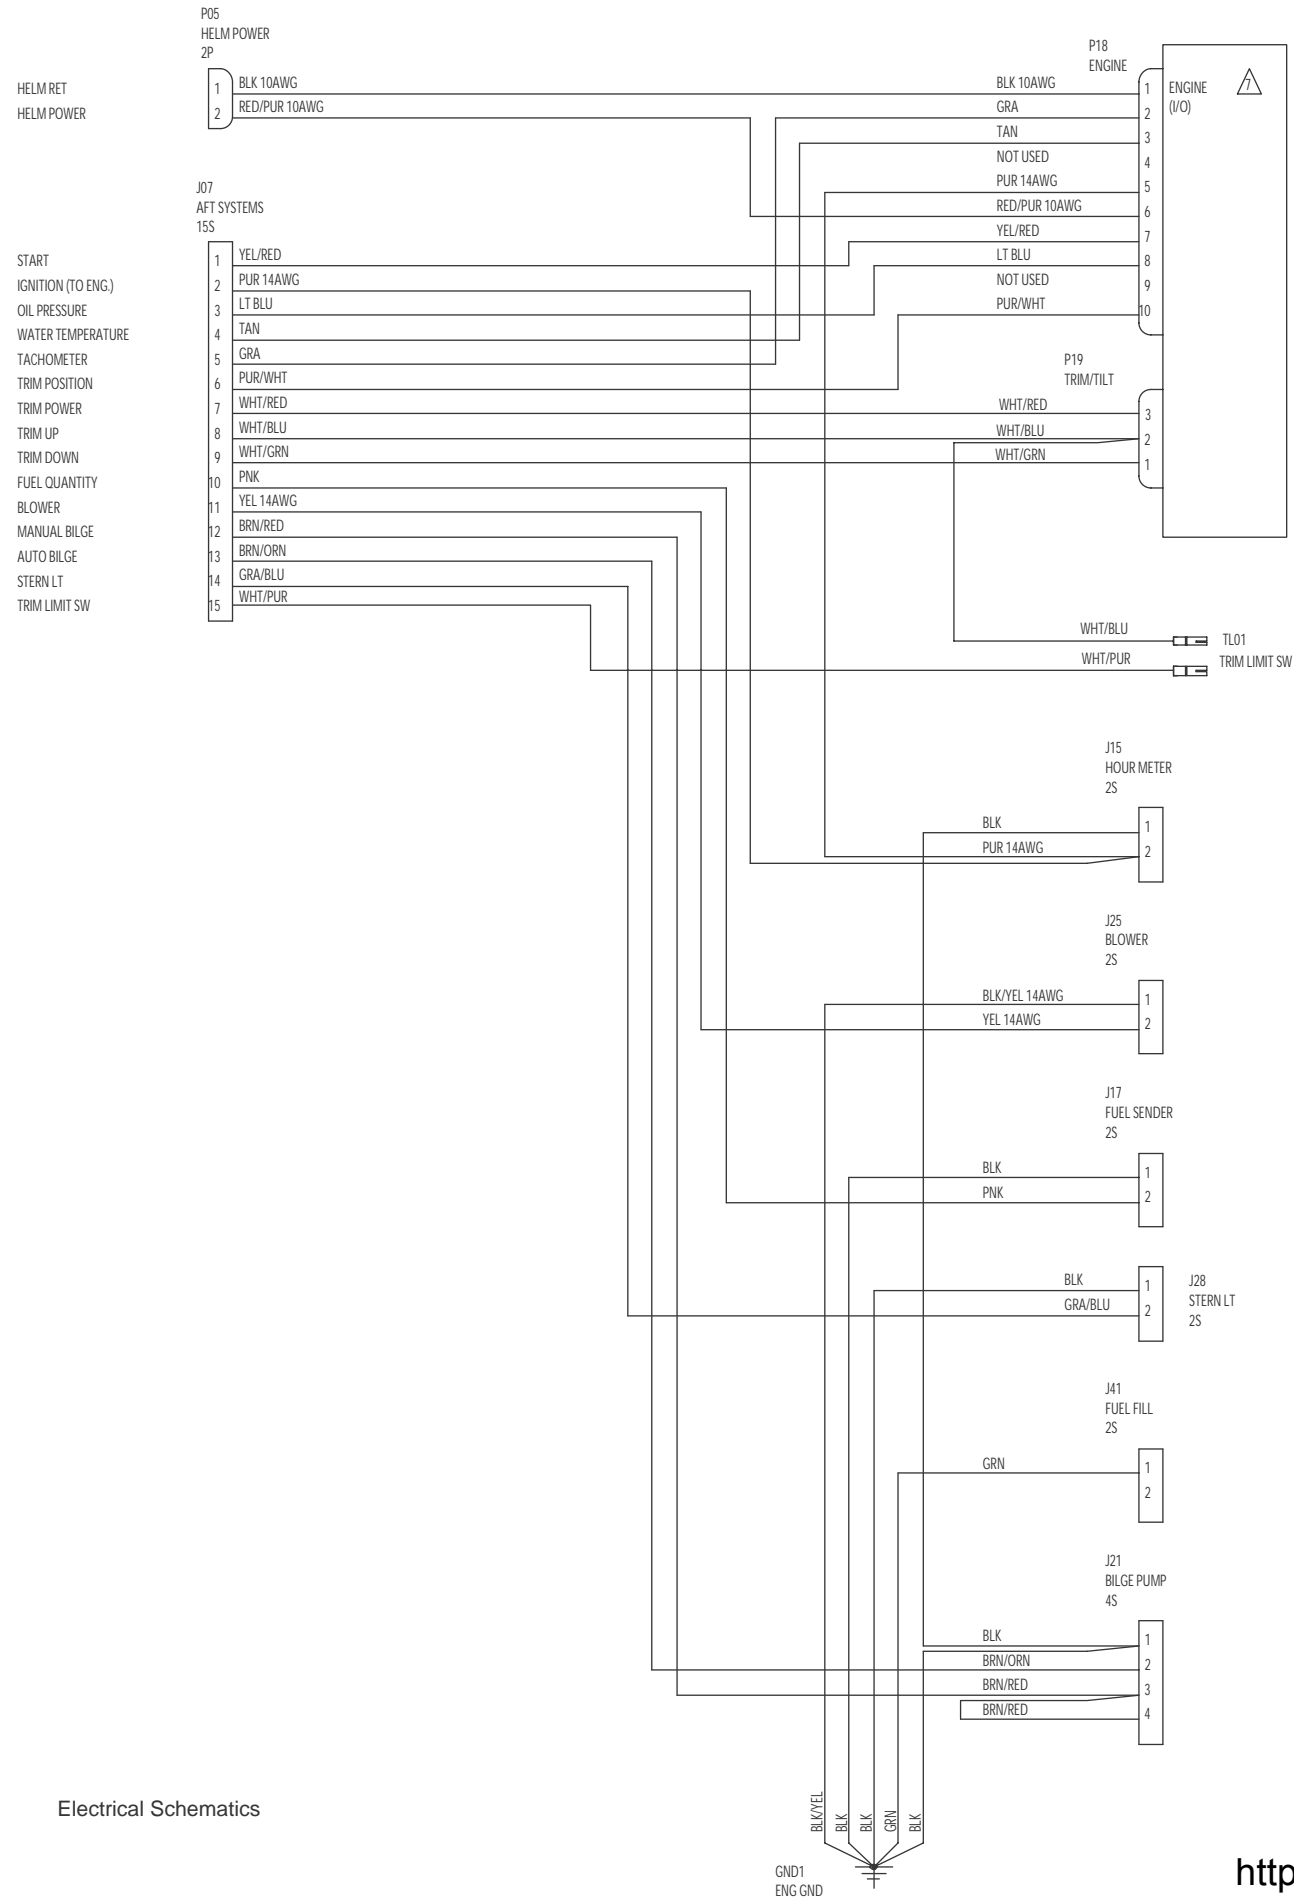 P05
HELM POWER
2P
HELM RET
HELM POWER
1
2
BLK 10AWG
RED/PUR 10AWG
J07
AFT SYSTEMS
15S
START 1 YEL/RED
IGNITION (TO ENG.) 2 PUR 14AWG
OIL PRESSURE 3 LT BLU
WATER TEMPERATURE 4 TAN
TACHOMETER 5 GRA
TRIM POSITION 6 PUR/WHT
TRIM POWER 7 WHT/RED
TRIM UP 8 WHT/BLU
TRIM DOWN 9 WHT/GRN
FUEL QUANTITY 10 PNK
BLOWER 11 YEL 14AWG
MANUAL BILGE 12 BRN/RED
AUTO BILGE 13 BRN/ORN
STERN LT 14 GRA/BLU
TRIM LIMIT SW 15 WHT/PUR
P18
ENGINE
BLK 10AWG 1
GRA 2
TAN 3
NOT USED 4
PUR 14AWG 5
RED/PUR 10AWG 6
YEL/RED 7
LT BLU 8
NOT USED 9
PUR/WHT 10
ENGINE
(I/O)
7
P19
TRIM/TILT
WHT/RED 3
WHT/BLU 2
WHT/GRN 1
WHT/BLU
TL01
WHT/PUR
TRIM LIMIT SW
J15
HOUR METER
2S
BLK 1
PUR 14AWG 2
J25
BLOWER
2S
BLK/YEL 14AWG 1
YEL 14AWG 2
J17
FUEL SENDER
2S
BLK 1
PNK 2
BLK 1
GRA/BLU 2
J28
STERN LT
2S
J41
FUEL FILL
2S
GRN 1
2
J21
BILGE PUMP
4S
BLK 1
BRN/ORN 2
BRN/RED 3
BRN/RED 4
Electrical Schematics
BLK/YEL
BLK
BLK
GRN
BLK
GND1
ENG GND
http